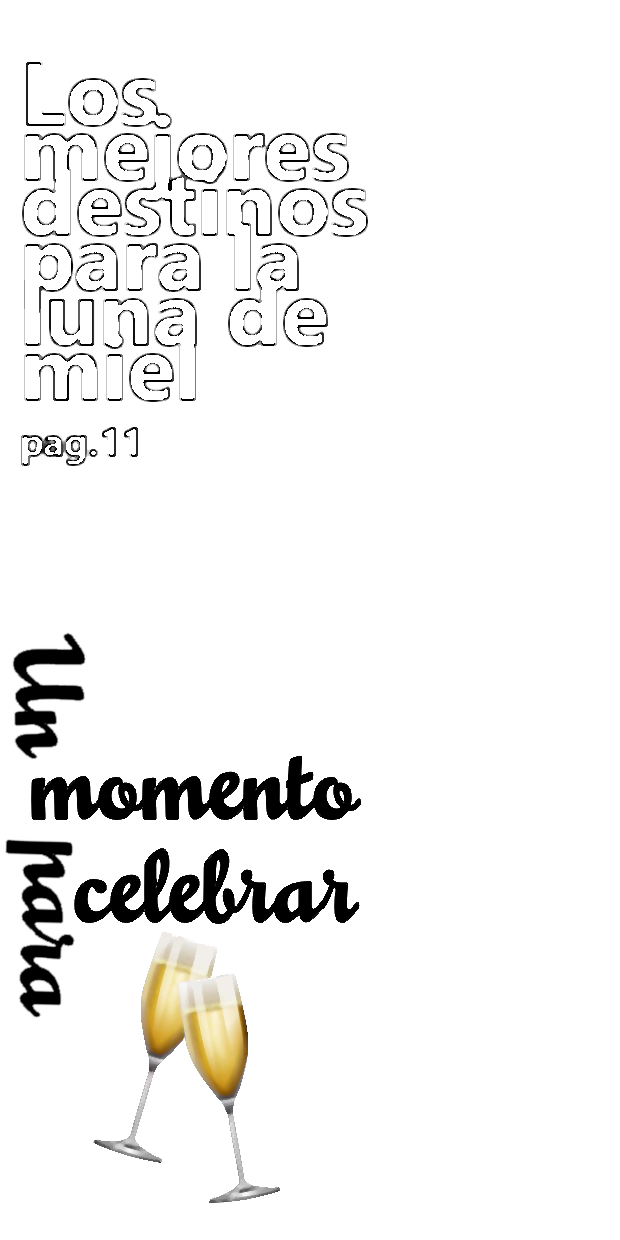 Los
mejores
destinos
para la
luna de
miel
pag.11
Un
momento
para
celebrar